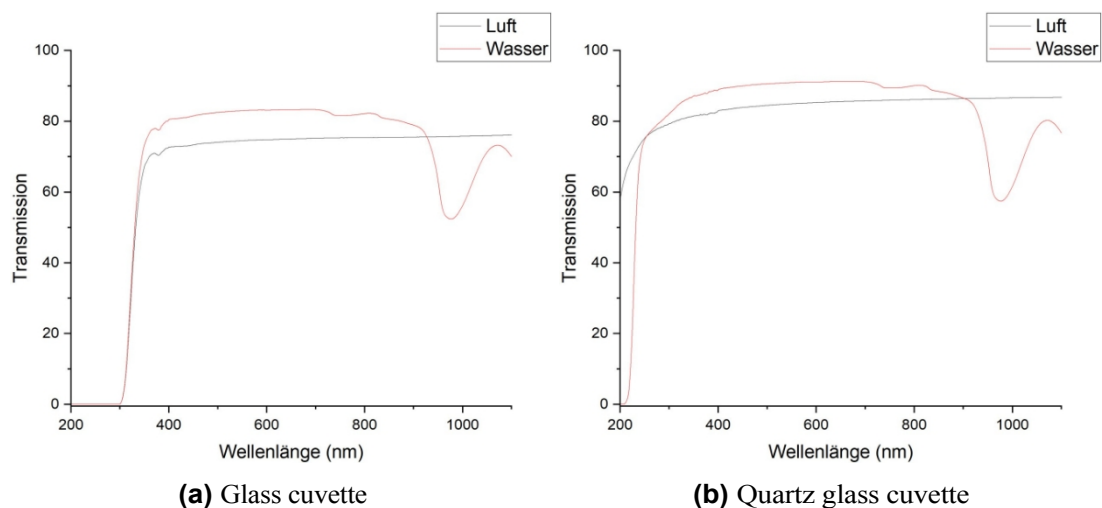 Luft
Wasser
100
80
60
40
20
0
Transmission
200
400
600
800
1000
Wellenlänge (nm)
(a) Glass cuvette
Luft
Wasser
100
80
60
40
20
0
Transmission
200
400
600
800
1000
Wellenlänge (nm)
(b) Quartz glass cuvette